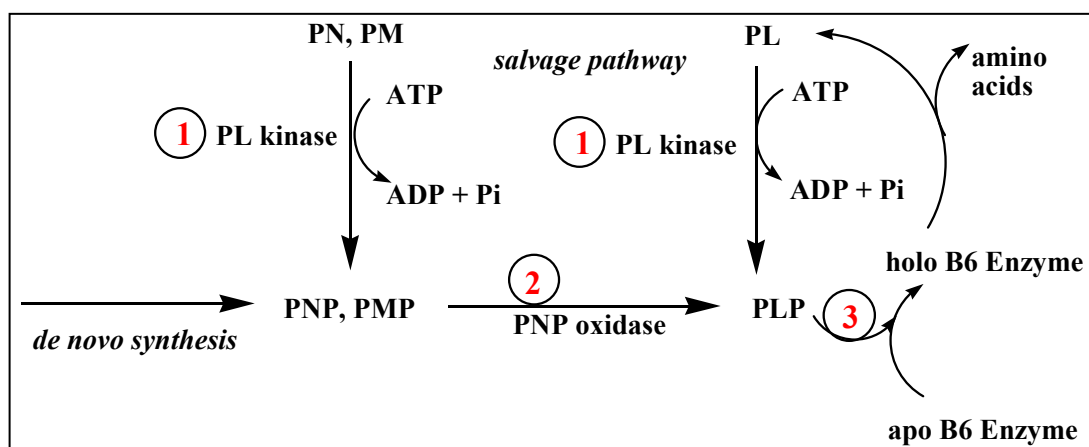 PN, PM
PL
salvage pathway
amino
acids
ATP
ATP
1 PL kinase
1 PL kinase
ADP + Pi
ADP + Pi
holo B6 Enzyme
2
PNP, PMP
PNP oxidase
PLP
3
de novo synthesis
apo B6 Enzyme